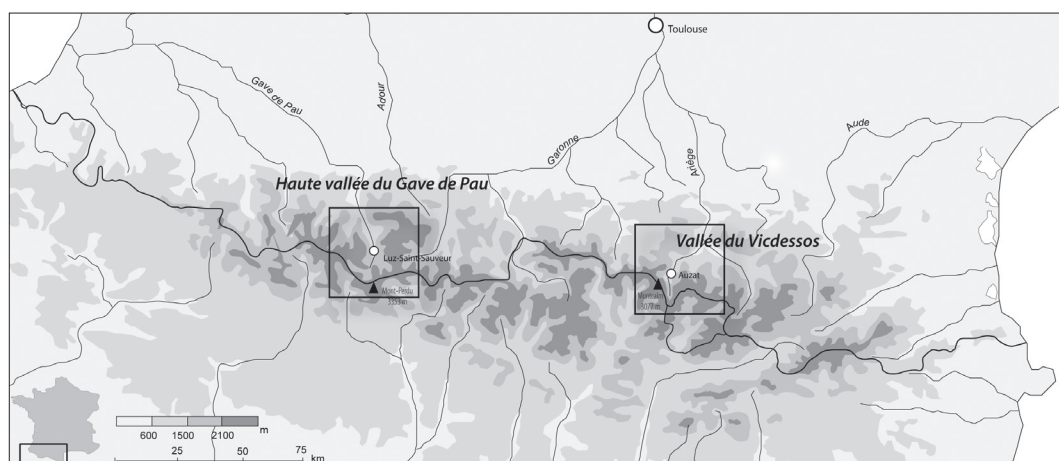 Toulouse
Gave de Pau
Adour
Garonne
Ariège
Aude
Haute vallée du Gave de Pau
Vallée du Vicdessos
Luz-Saint-Sauveur
Auzat
Mont-Perdu
3353 m
Montcalm
600 1500 2100 m
25 50 75 km